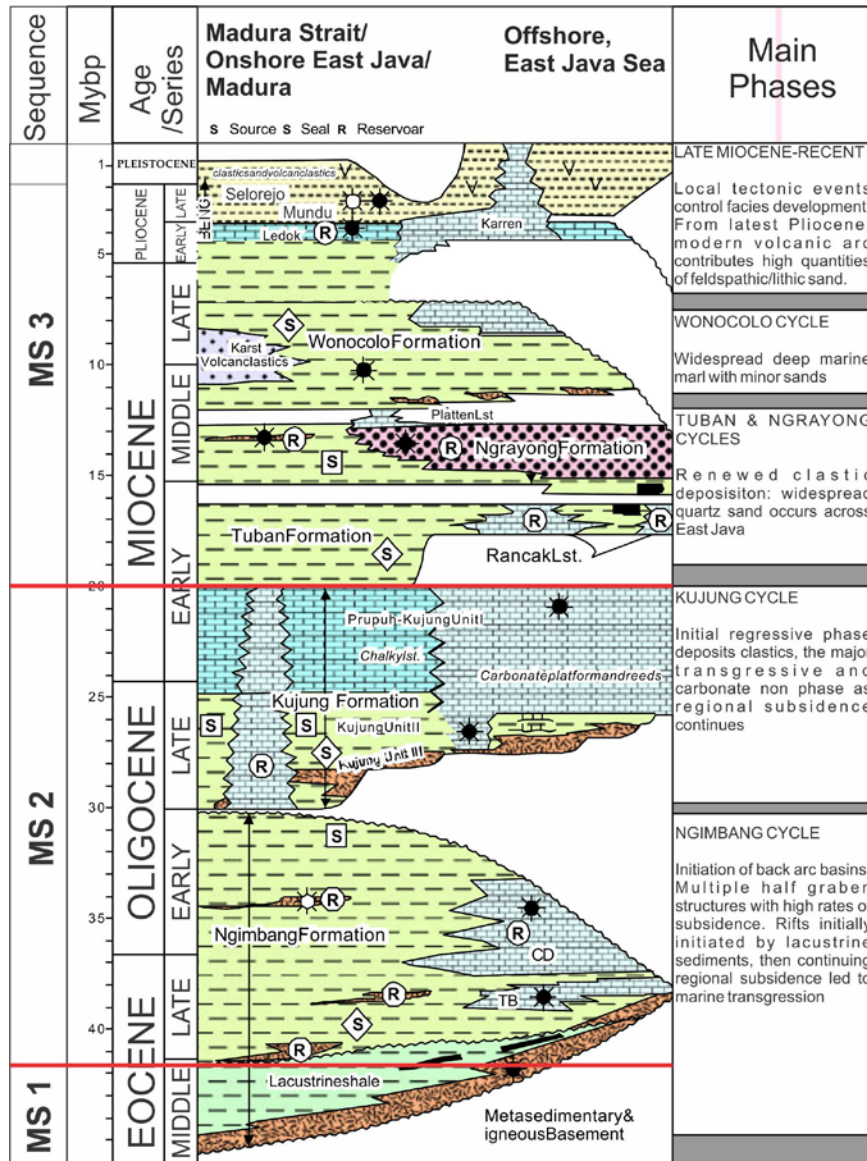 Sequence
Mybp
Age
/Series
Madura Strait/
Onshore East Java/
Madura
Offshore,
East Java Sea
S Source S Seal R Reservoar
Main
Phases
MS 3
MS 2
MS 1
1
5
10
15
20
25
30
35
40
PLEISTOCENE
PLIOCENE
LATE
EARLY
MIOCENE
LATE
MIDDLE
EARLY
OLIGOCENE
LATE
EARLY
EOCENE
LATE
MIDDLE
clasticsandvolcanclastics
V
V
V
V
Selorejo
Mundu
Ledok
R
Karren
S
WonocoloFormation
Karst
Volcanclastics
PlattenLst
R
R
NgrayongFormation
S
R
R
TubanFormation
S
RancakLst.
Prupuh-KujungUnitI
Chalkylst.
Carbonateplatformandreeds
Kujung Formation
S
S
KujungUnitII
R
S
Kujung Unit III
S
R
R
NgimbangFormation
CD
R
TB
S
R
Lacustrineshale
Metasedimentary&
igneousBasement
LATE MIOCENE-RECENT
Local tectonic events
control facies development
From latest Pliocene
modern volcanic arc
contributes high quantities
of feldspathic/lithic sand.
WONOCOLO CYCLE
Widespread deep marine
marl with minor sands
TUBAN & NGRAYONG
CYCLES
Renewed clastic
deposisiton: widespread
quartz sand occurs across
East Java
KUJUNG CYCLE
Initial regressive phase
deposits clastics, the major
transgressive and
carbonate non phase as
regional subsidence
continues
NGIMBANG CYCLE
Initiation of back arc basins
Multiple half graben
structures with high rates of
subsidence. Rifts initially
initiated by lacustrine
sediments, then continuing
regional subsidence led to
marine transgression